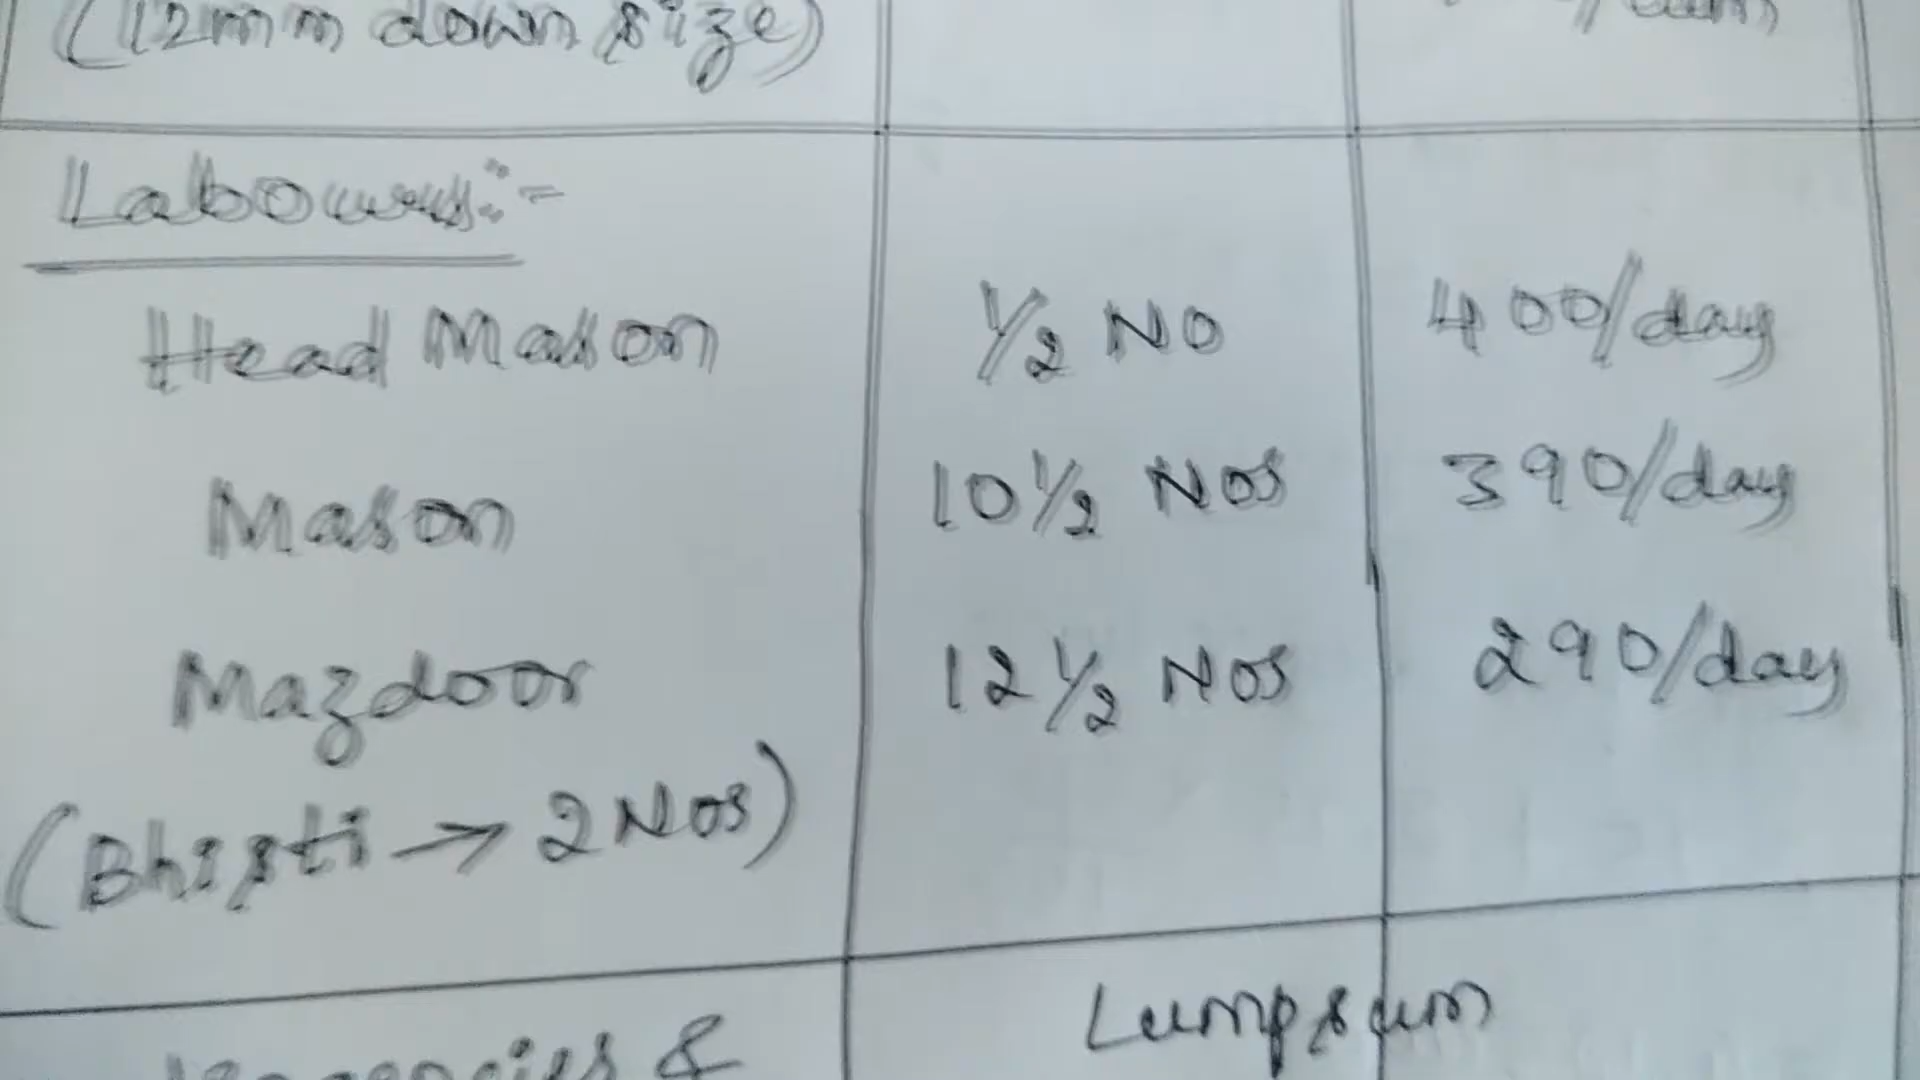 (12mm down size)
Labours:-
Head Mason 1/2 No 400/day
Mason 10 1/2 Nos 390/day
Mazdoor 12 1/2 Nos 290/day
(Bhisti → 2 Nos)
Lumpsum
&